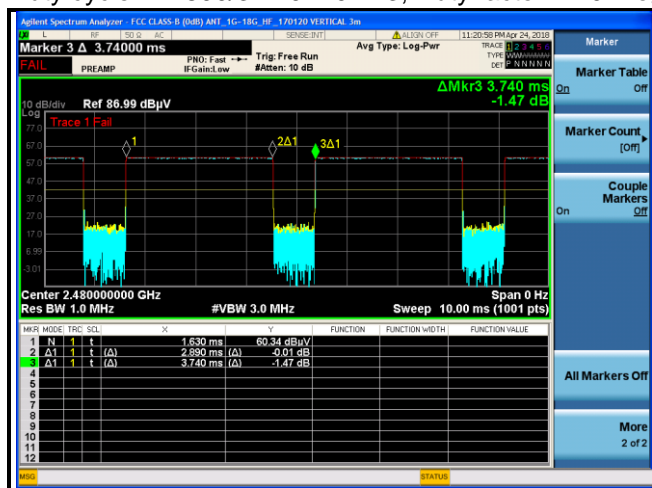 Agilent Spectrum Analyzer - FCC CLASS-B (0dB) ANT_1G-18G_HF_170120 VERTICAL 3m
L RF 50 Ω AC SENSE:INT ALIGN OFF 11:20:58 PM Apr 24, 2018
Marker 3 Δ 3.74000 ms Avg Type: Log-Pwr TRACE 1 2 3 4 5 6
TYPE WWWWWW
FAIL PREAMP PNO: Fast Trig: Free Run
IFGain:Low #Atten: 10 dB DET P N N N N N
ΔMkr3 3.740 ms
10 dB/div Ref 86.99 dBµV -1.47 dB
Log
Trace 1 Fail
77.0
67.0
57.0
47.0
37.0
27.0
17.0
6.99
-3.01
1
2Δ1
3Δ1
Center 2.480000000 GHz Span 0 Hz
Res BW 1.0 MHz #VBW 3.0 MHz Sweep 10.00 ms (1001 pts)
MKR MODE TRC SCL X Y FUNCTION FUNCTION WIDTH FUNCTION VALUE
1 N 1 t 1.630 ms 60.34 dBuV
2 Δ1 1 t (Δ) 2.890 ms (Δ) -0.01 dB
3 Δ1 1 t (Δ) 3.740 ms (Δ) -1.47 dB
4
5
6
7
8
9
10
11
12
MSG STATUS
Marker
Marker Table
On Off
Marker Count
[Off]
Couple
Markers
On Off
All Markers Off
More
2 of 2